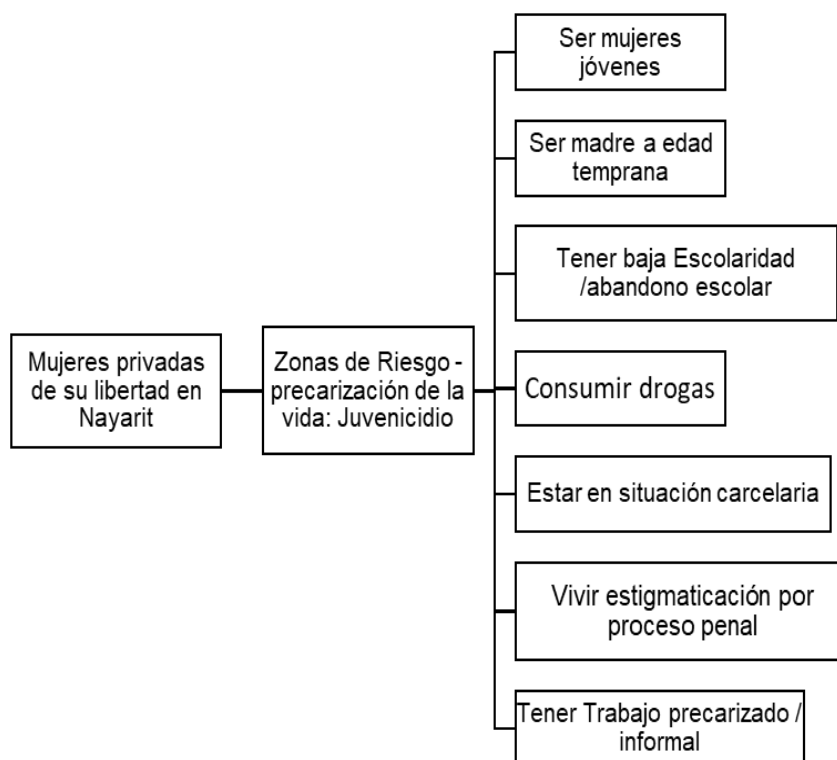 Mujeres privadas
de su libertad en
Nayarit
Zonas de Riesgo -
precarización de la
vida: Juvenicidio
Ser mujeres
jóvenes
Ser madre a edad
temprana
Tener baja Escolaridad
/abandono escolar
Consumir drogas
Estar en situación carcelaria
Vivir estigmaticación por
proceso penal
Tener Trabajo precarizado /
informal